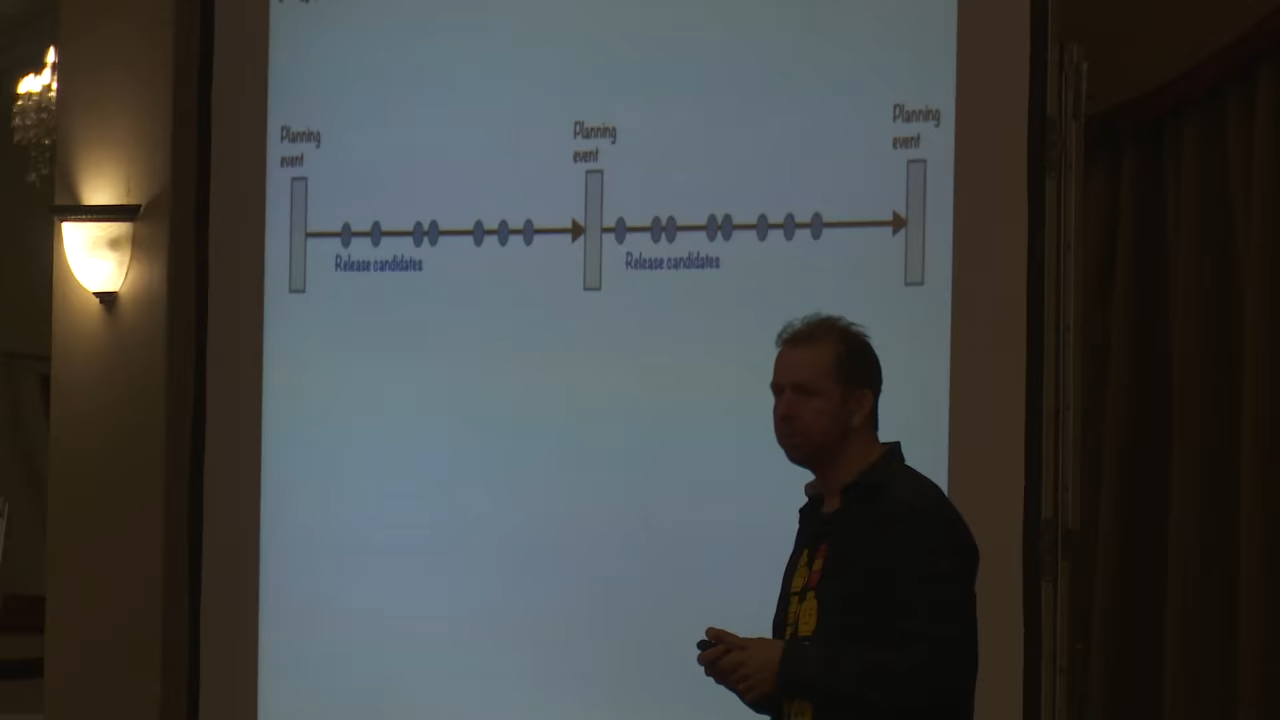 Planning
event
Planning
event
Planning
event
Release candidates
Release candidates